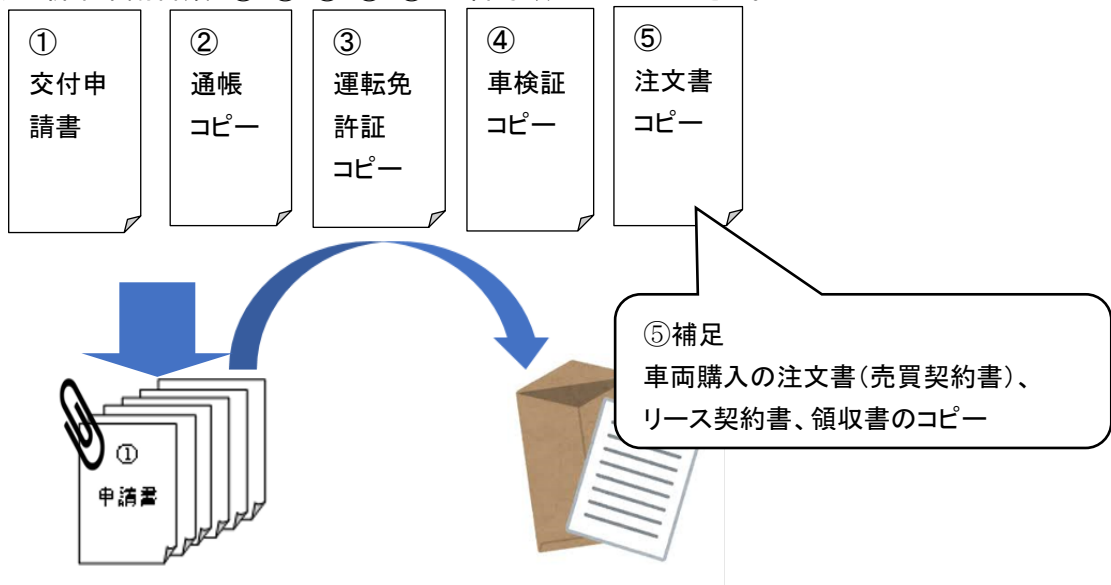 ①
交付申
請書
②
通帳
コピー
③
運転免
許証
コピー
④
車検証
コピー
⑤
注文書
コピー
⑤補足
車両購入の注文書(売買契約書)、
リース契約書、領収書のコピー
①
申請書